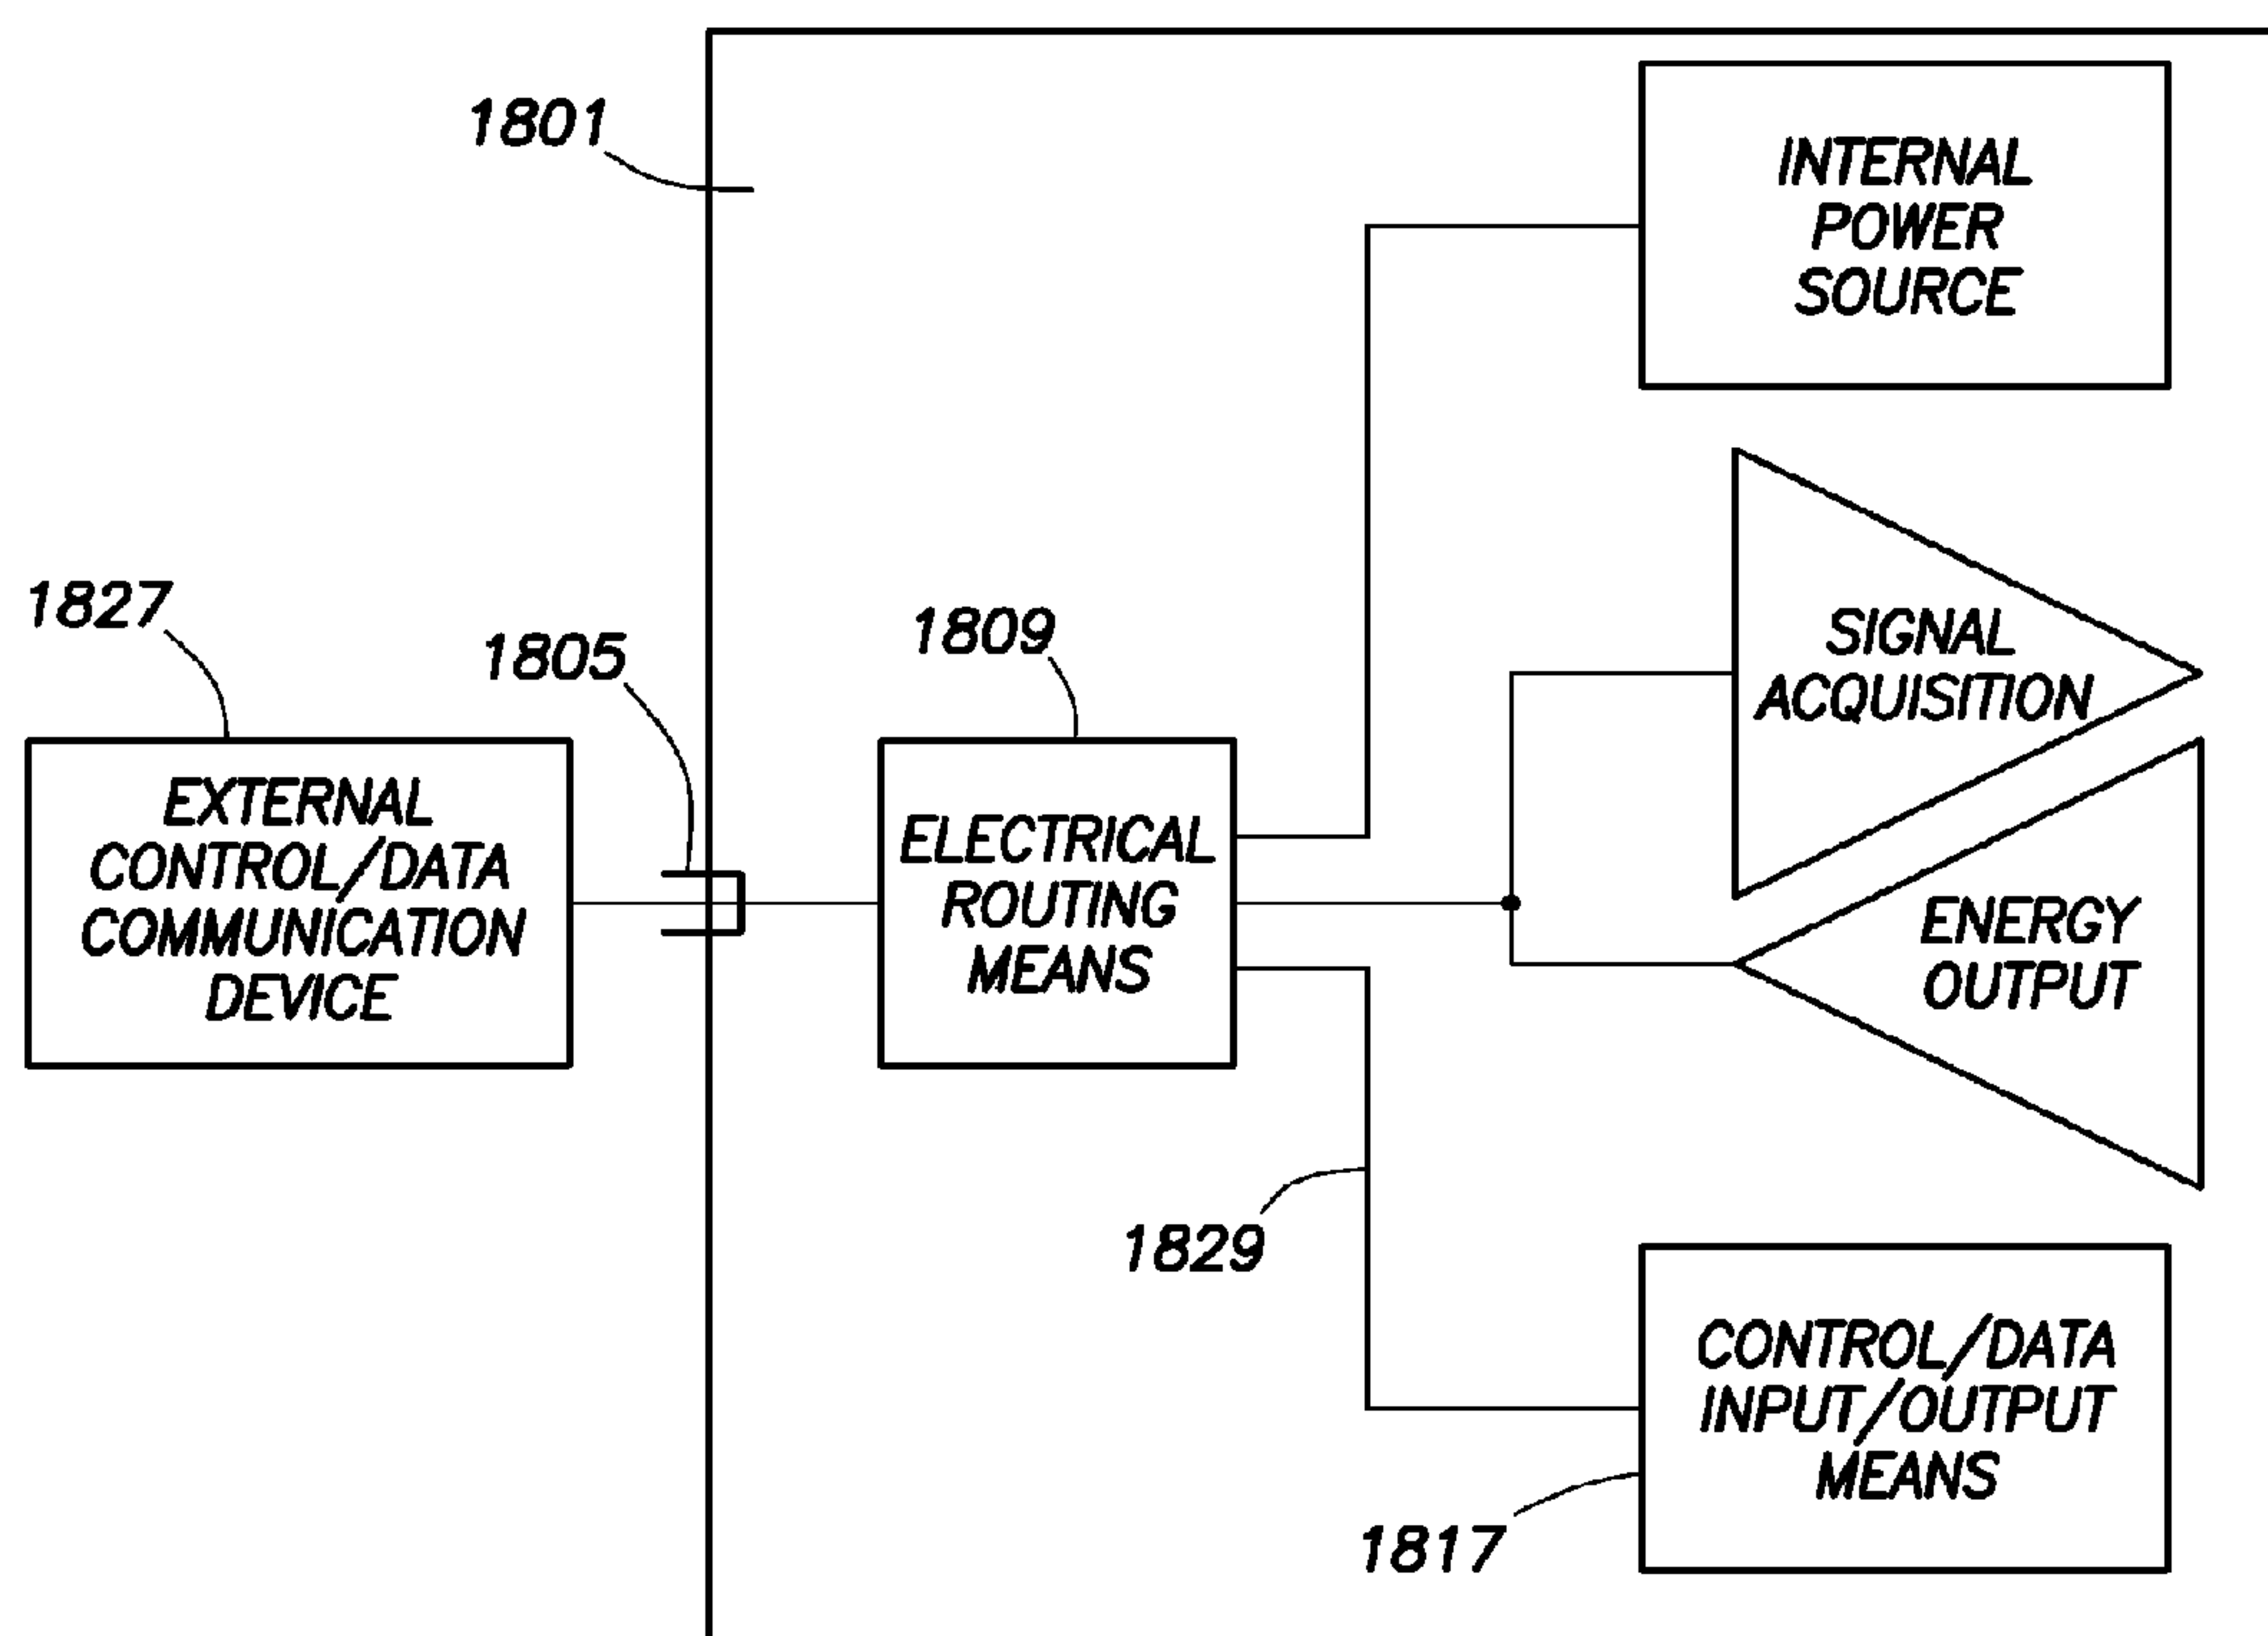 1801
INTERNAL
POWER
SOURCE
1827
1805
1809
SIGNAL
ACQUISITION
EXTERNAL
CONTROL/DATA
COMMUNICATION
DEVICE
ELECTRICAL
ROUTING
MEANS
ENERGY
OUTPUT
1829
CONTROL/DATA
INPUT/OUTPUT
MEANS
1817